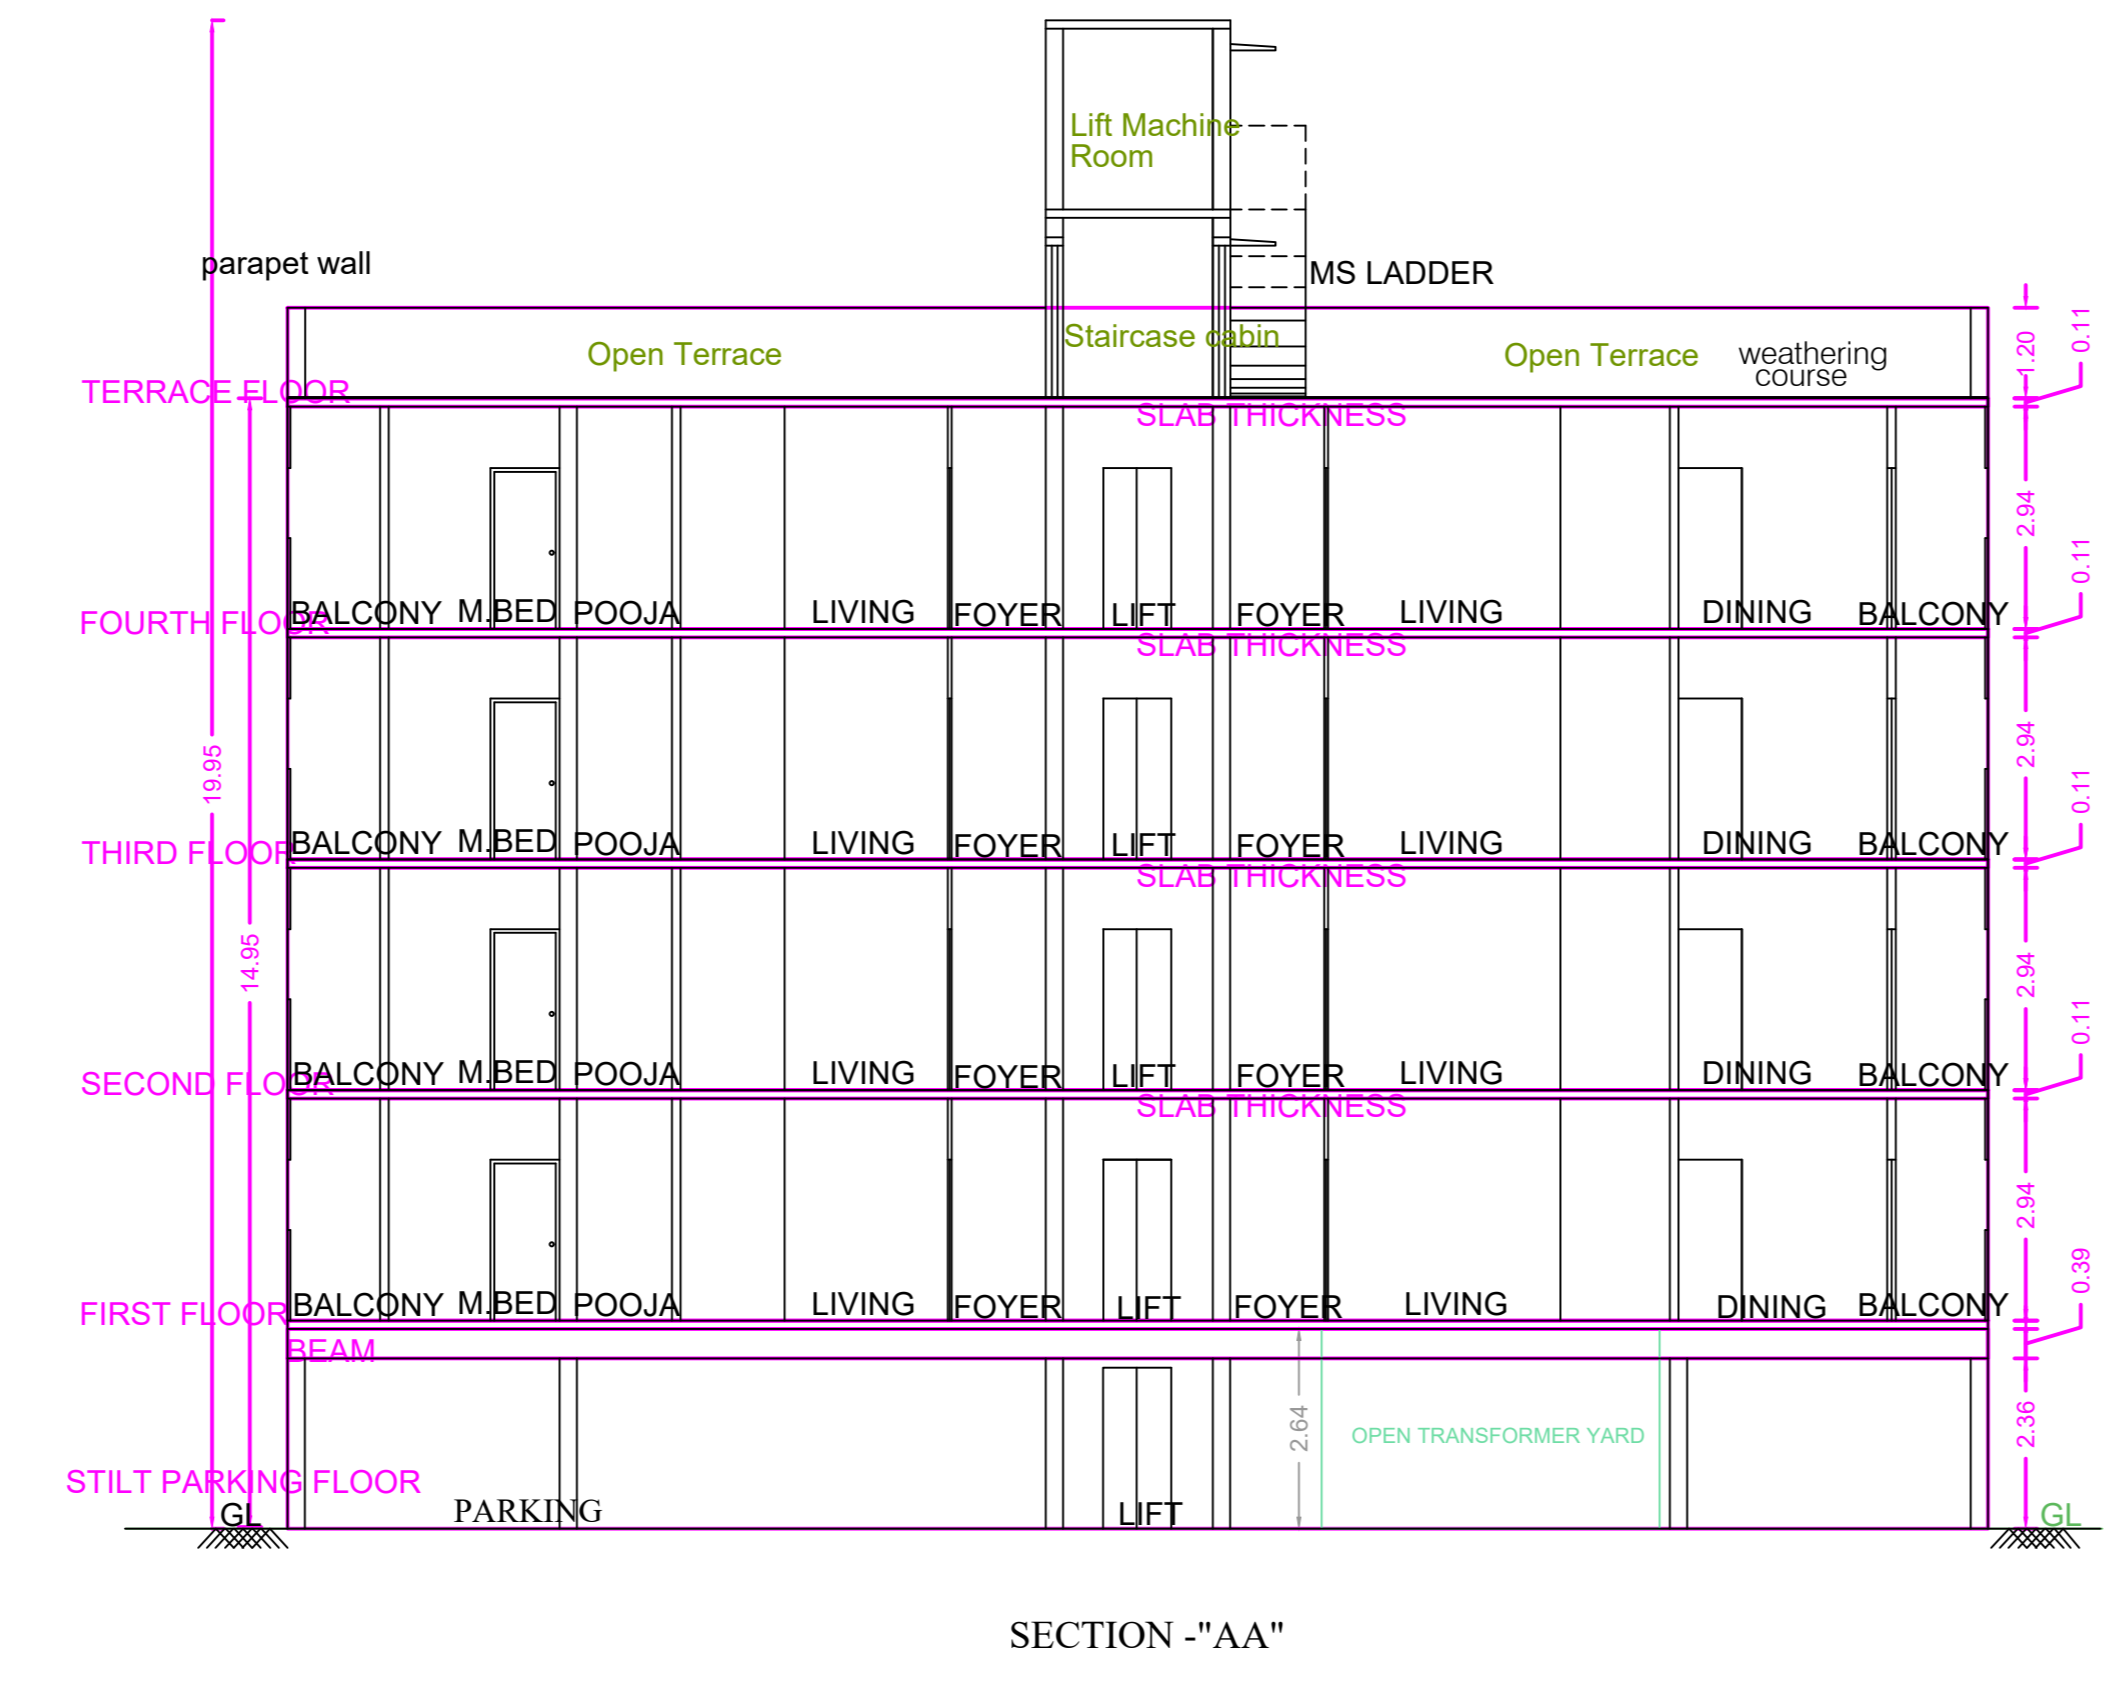 Lift Machine
Room
parapet wall
MS LADDER
Open Terrace
Staircase cabin
Open Terrace
weathering
course
1.20
0.11
TERRACE FLOOR
SLAB THICKNESS
2.94
0.11
FOURTH FLOOR
BALCONY M.BED POOJA LIVING FOYER LIFT FOYER LIVING DINING BALCONY
SLAB THICKNESS
19.95
2.94
0.11
THIRD FLOOR
BALCONY M.BED POOJA LIVING FOYER LIFT FOYER LIVING DINING BALCONY
SLAB THICKNESS
14.95
2.94
0.11
SECOND FLOOR
BALCONY M.BED POOJA LIVING FOYER LIFT FOYER LIVING DINING BALCONY
SLAB THICKNESS
2.94
0.39
FIRST FLOOR
BALCONY M.BED POOJA LIVING FOYER LIFT FOYER LIVING DINING BALCONY
BEAM
2.64
OPEN TRANSFORMER YARD
2.36
STILT PARKING FLOOR
GL
PARKING
LIFT
GL
SECTION -"AA"